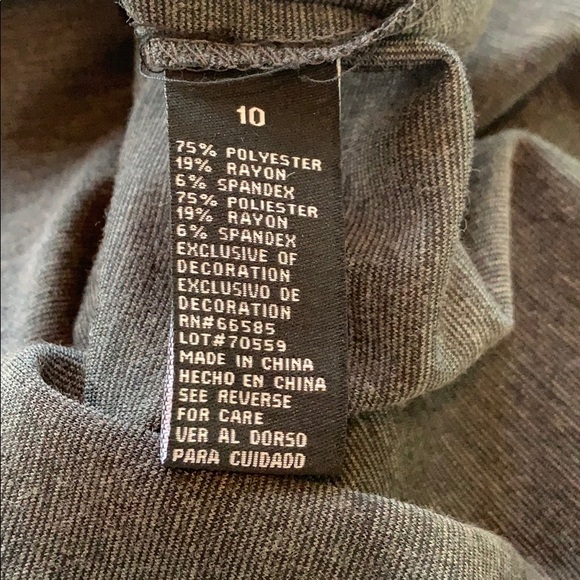 10
75% POLYESTER
19% RAYON
6% SPANDEX
75% POLIESTER
19% RAYON
6% SPANDEX
EXCLUSIVE OF
DECORATION
EXCLUSIVO DE
DECORATION
RN#66585
LOT#70559
MADE IN CHINA
HECHO EN CHINA
SEE REVERSE
FOR CARE
VER AL DORSO
PARA CUIDADO